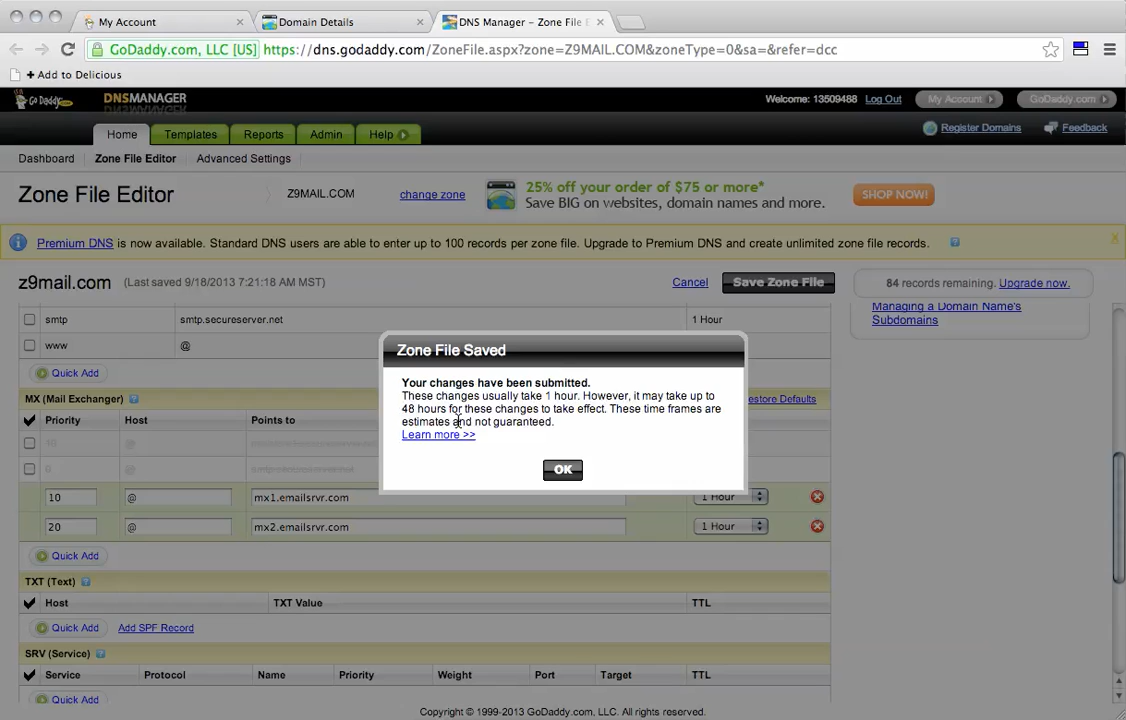 My Account
Domain Details
DNS Manager – Zone File E
GoDaddy.com, LLC [US] https://dns.godaddy.com/ZoneFile.aspx?zone=Z9MAIL.COM&zoneType=0&sa=&refer=dcc
+ Add to Delicious
Go Daddy DNSMANAGER Welcome: 13509488 Log Out My Account GoDaddy.com
Home Templates Reports Admin Help Register Domains Feedback
Dashboard Zone File Editor Advanced Settings
Zone File Editor Z9MAIL.COM change zone
25% off your order of $75 or more*
Save BIG on websites, domain names and more.
SHOP NOW!
Premium DNS is now available. Standard DNS users are able to enter up to 100 records per zone file. Upgrade to Premium DNS and create unlimited zone file records. ? X
z9mail.com (Last saved 9/18/2013 7:21:18 AM MST) Cancel Save Zone File 84 records remaining. Upgrade now.
Managing a Domain Name's
Subdomains
smtp smtp.secureserver.net 1 Hour
www @
Quick Add
Zone File Saved
Your changes have been submitted.
These changes usually take 1 hour. However, it may take up to
48 hours for these changes to take effect. These time frames are
estimates and not guaranteed.
Learn more >>
OK
MX (Mail Exchanger) ? estore Defaults
Priority Host Points to
10 @ mx1.emailsrvr.com 1 Hour
20 @ mx2.emailsrvr.com 1 Hour
Quick Add
TXT (Text) ?
Host TXT Value TTL
Quick Add Add SPF Record
SRV (Service) ?
Service Protocol Name Priority Weight Port Target TTL
Quick Add
Copyright © 1999-2013 GoDaddy.com, LLC. All rights reserved.